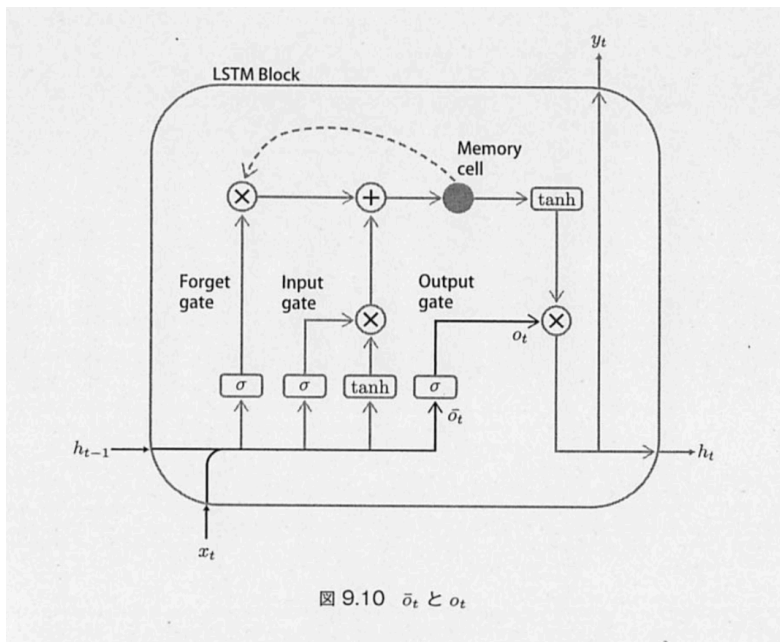 y_t
LSTM Block
Memory
cell
×
+
tanh
Forget
gate
Input
gate
Output
gate
×
o_t
×
σ
σ
tanh
σ
ō_t
h_{t−1}
h_t
x_t
図 9.10 ō_t と o_t